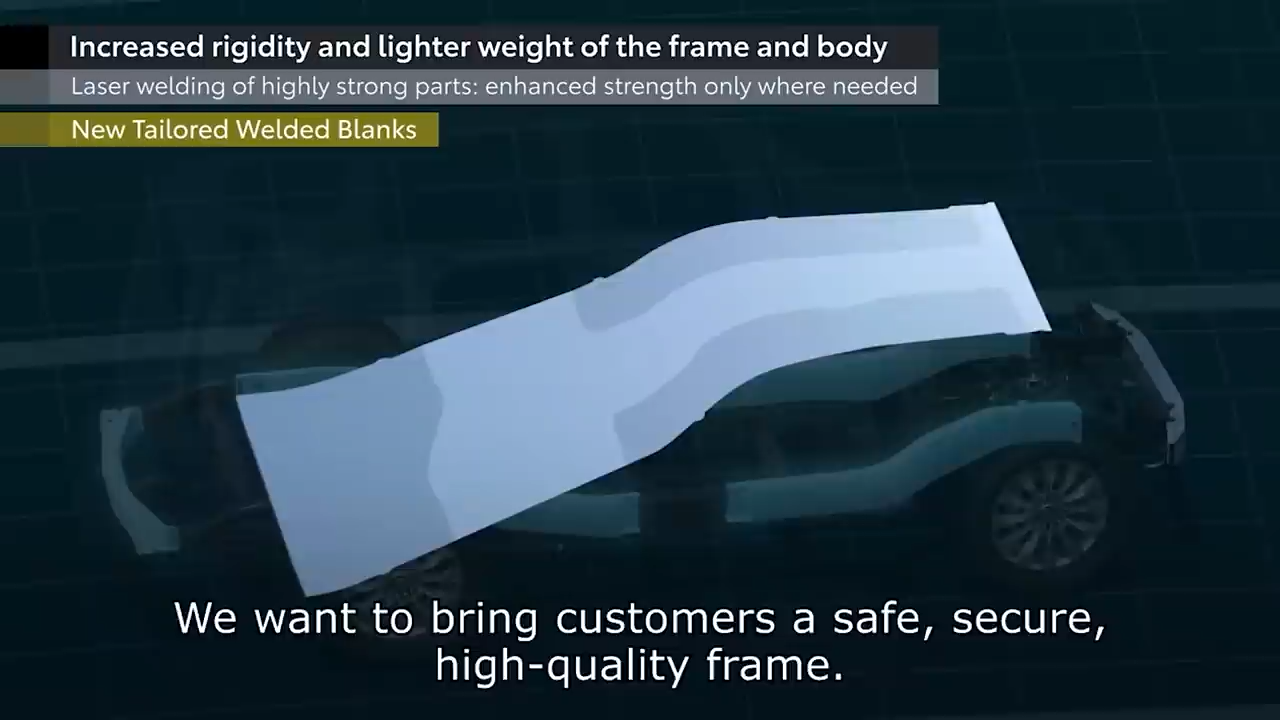 Increased rigidity and lighter weight of the frame and body
Laser welding of highly strong parts: enhanced strength only where needed
New Tailored Welded Blanks
We want to bring customers a safe, secure,
high-quality frame.